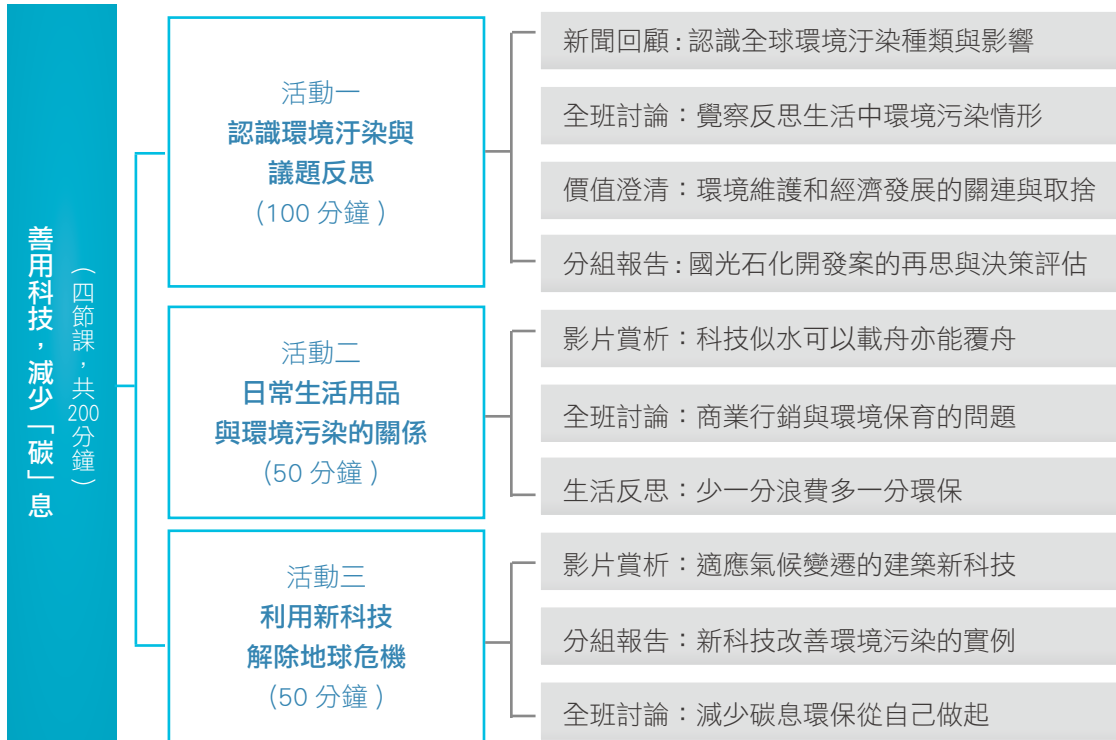 善用科技，減少「碳」息
（四節課，共200分鐘）
活動一
認識環境汙染與
議題反思
（100 分鐘）
新聞回顧：認識全球環境汙染種類與影響
全班討論：覺察反思生活中環境污染情形
價值澄清：環境維護和經濟發展的關連與取捨
分組報告：國光石化開發案的再思與決策評估
活動二
日常生活用品
與環境污染的關係
（50 分鐘）
影片賞析：科技似水可以載舟亦能覆舟
全班討論：商業行銷與環境保育的問題
生活反思：少一分浪費多一分環保
活動三
利用新科技
解除地球危機
（50 分鐘）
影片賞析：適應氣候變遷的建築新科技
分組報告：新科技改善環境污染的實例
全班討論：減少碳息環保從自己做起